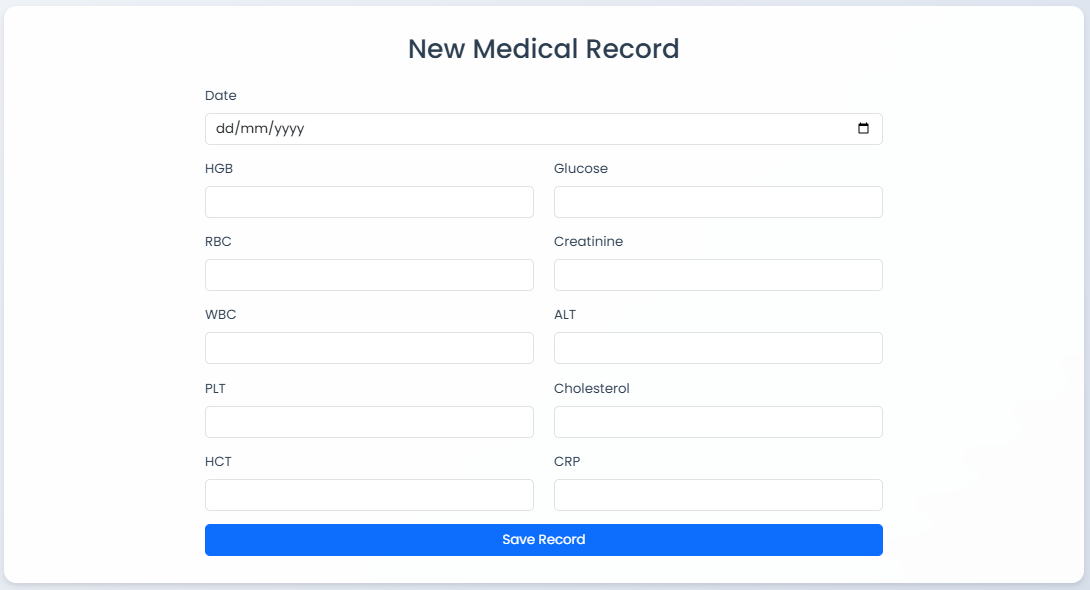 New Medical Record
Date
dd/mm/yyyy
HGB
Glucose
RBC
Creatinine
WBC
ALT
PLT
Cholesterol
HCT
CRP
Save Record